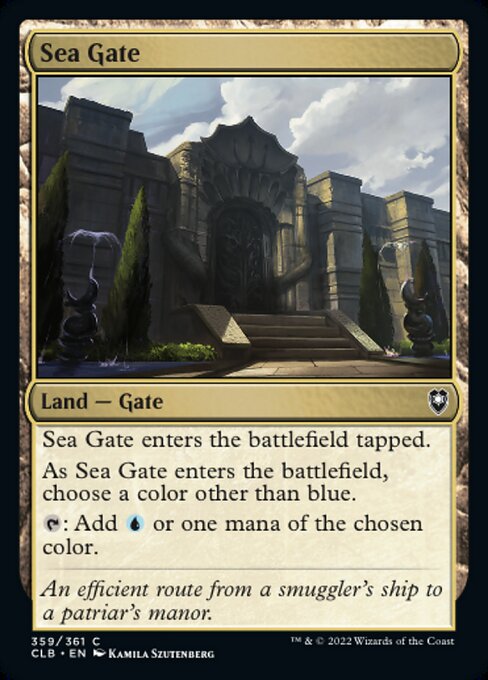 Sea Gate
Land — Gate
Sea Gate enters the battlefield tapped.
As Sea Gate enters the battlefield,
choose a color other than blue.
: Add or one mana of the chosen
color.
An efficient route from a smuggler's ship to
a patriar's manor.
359/361 C
CLB • EN Kamila Szutenberg
™ & © 2022 Wizards of the Coast